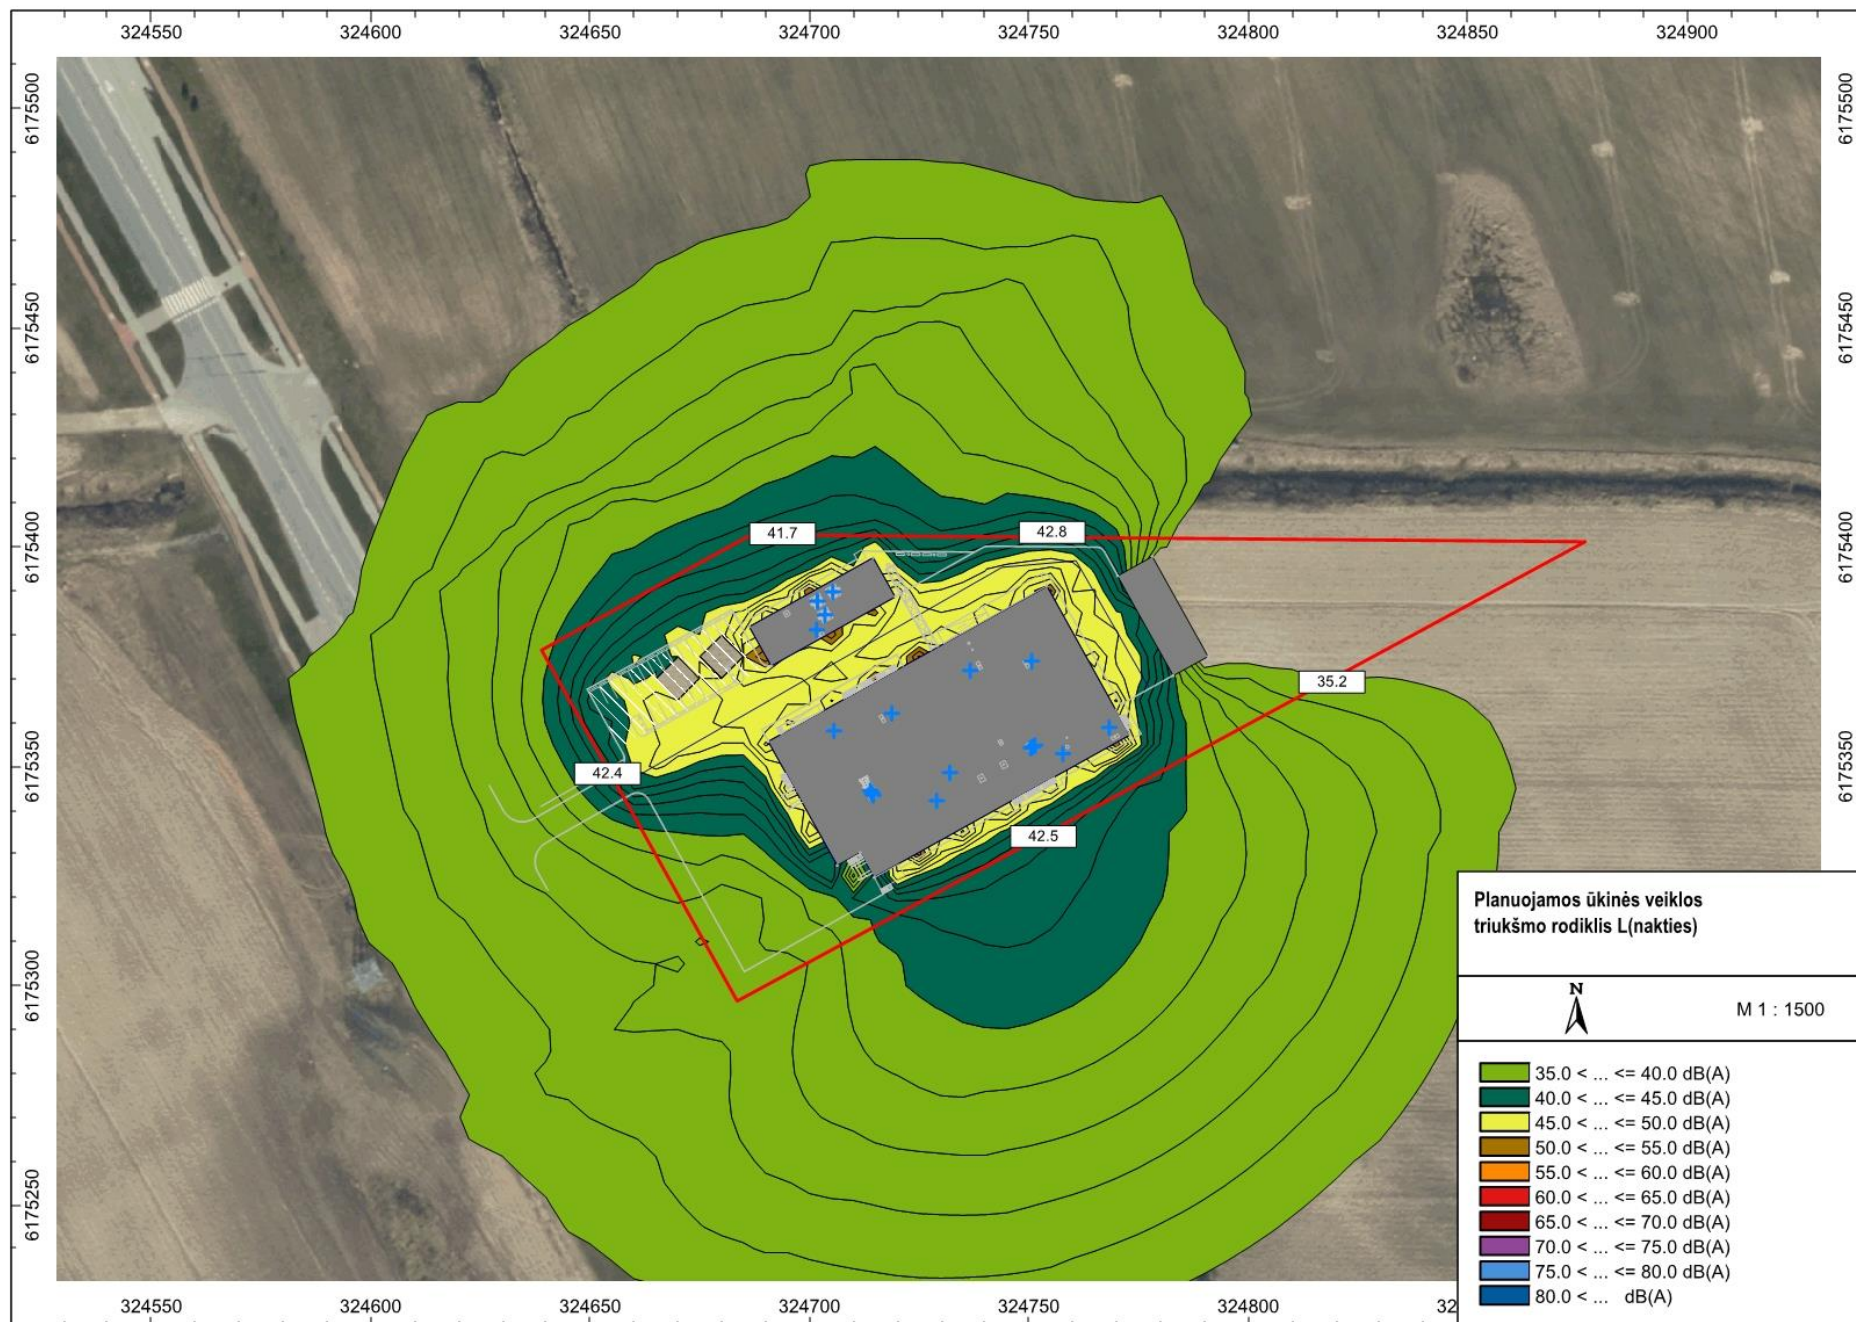 324550 324600 324650 324700 324750 324800 324850 324900
6175500 6175500
6175450 6175450
6175400 6175400
41.7 42.8
35.2
6175350 6175350
42.4
42.5
6175300
6175250
Planuojamos ūkinės veiklos
triukšmo rodiklis L(nakties)
N
M 1 : 1500
35.0 < ... <= 40.0 dB(A)
40.0 < ... <= 45.0 dB(A)
45.0 < ... <= 50.0 dB(A)
50.0 < ... <= 55.0 dB(A)
55.0 < ... <= 60.0 dB(A)
60.0 < ... <= 65.0 dB(A)
65.0 < ... <= 70.0 dB(A)
70.0 < ... <= 75.0 dB(A)
75.0 < ... <= 80.0 dB(A)
80.0 < ... dB(A)
324550 324600 324650 324700 324750 324800 32